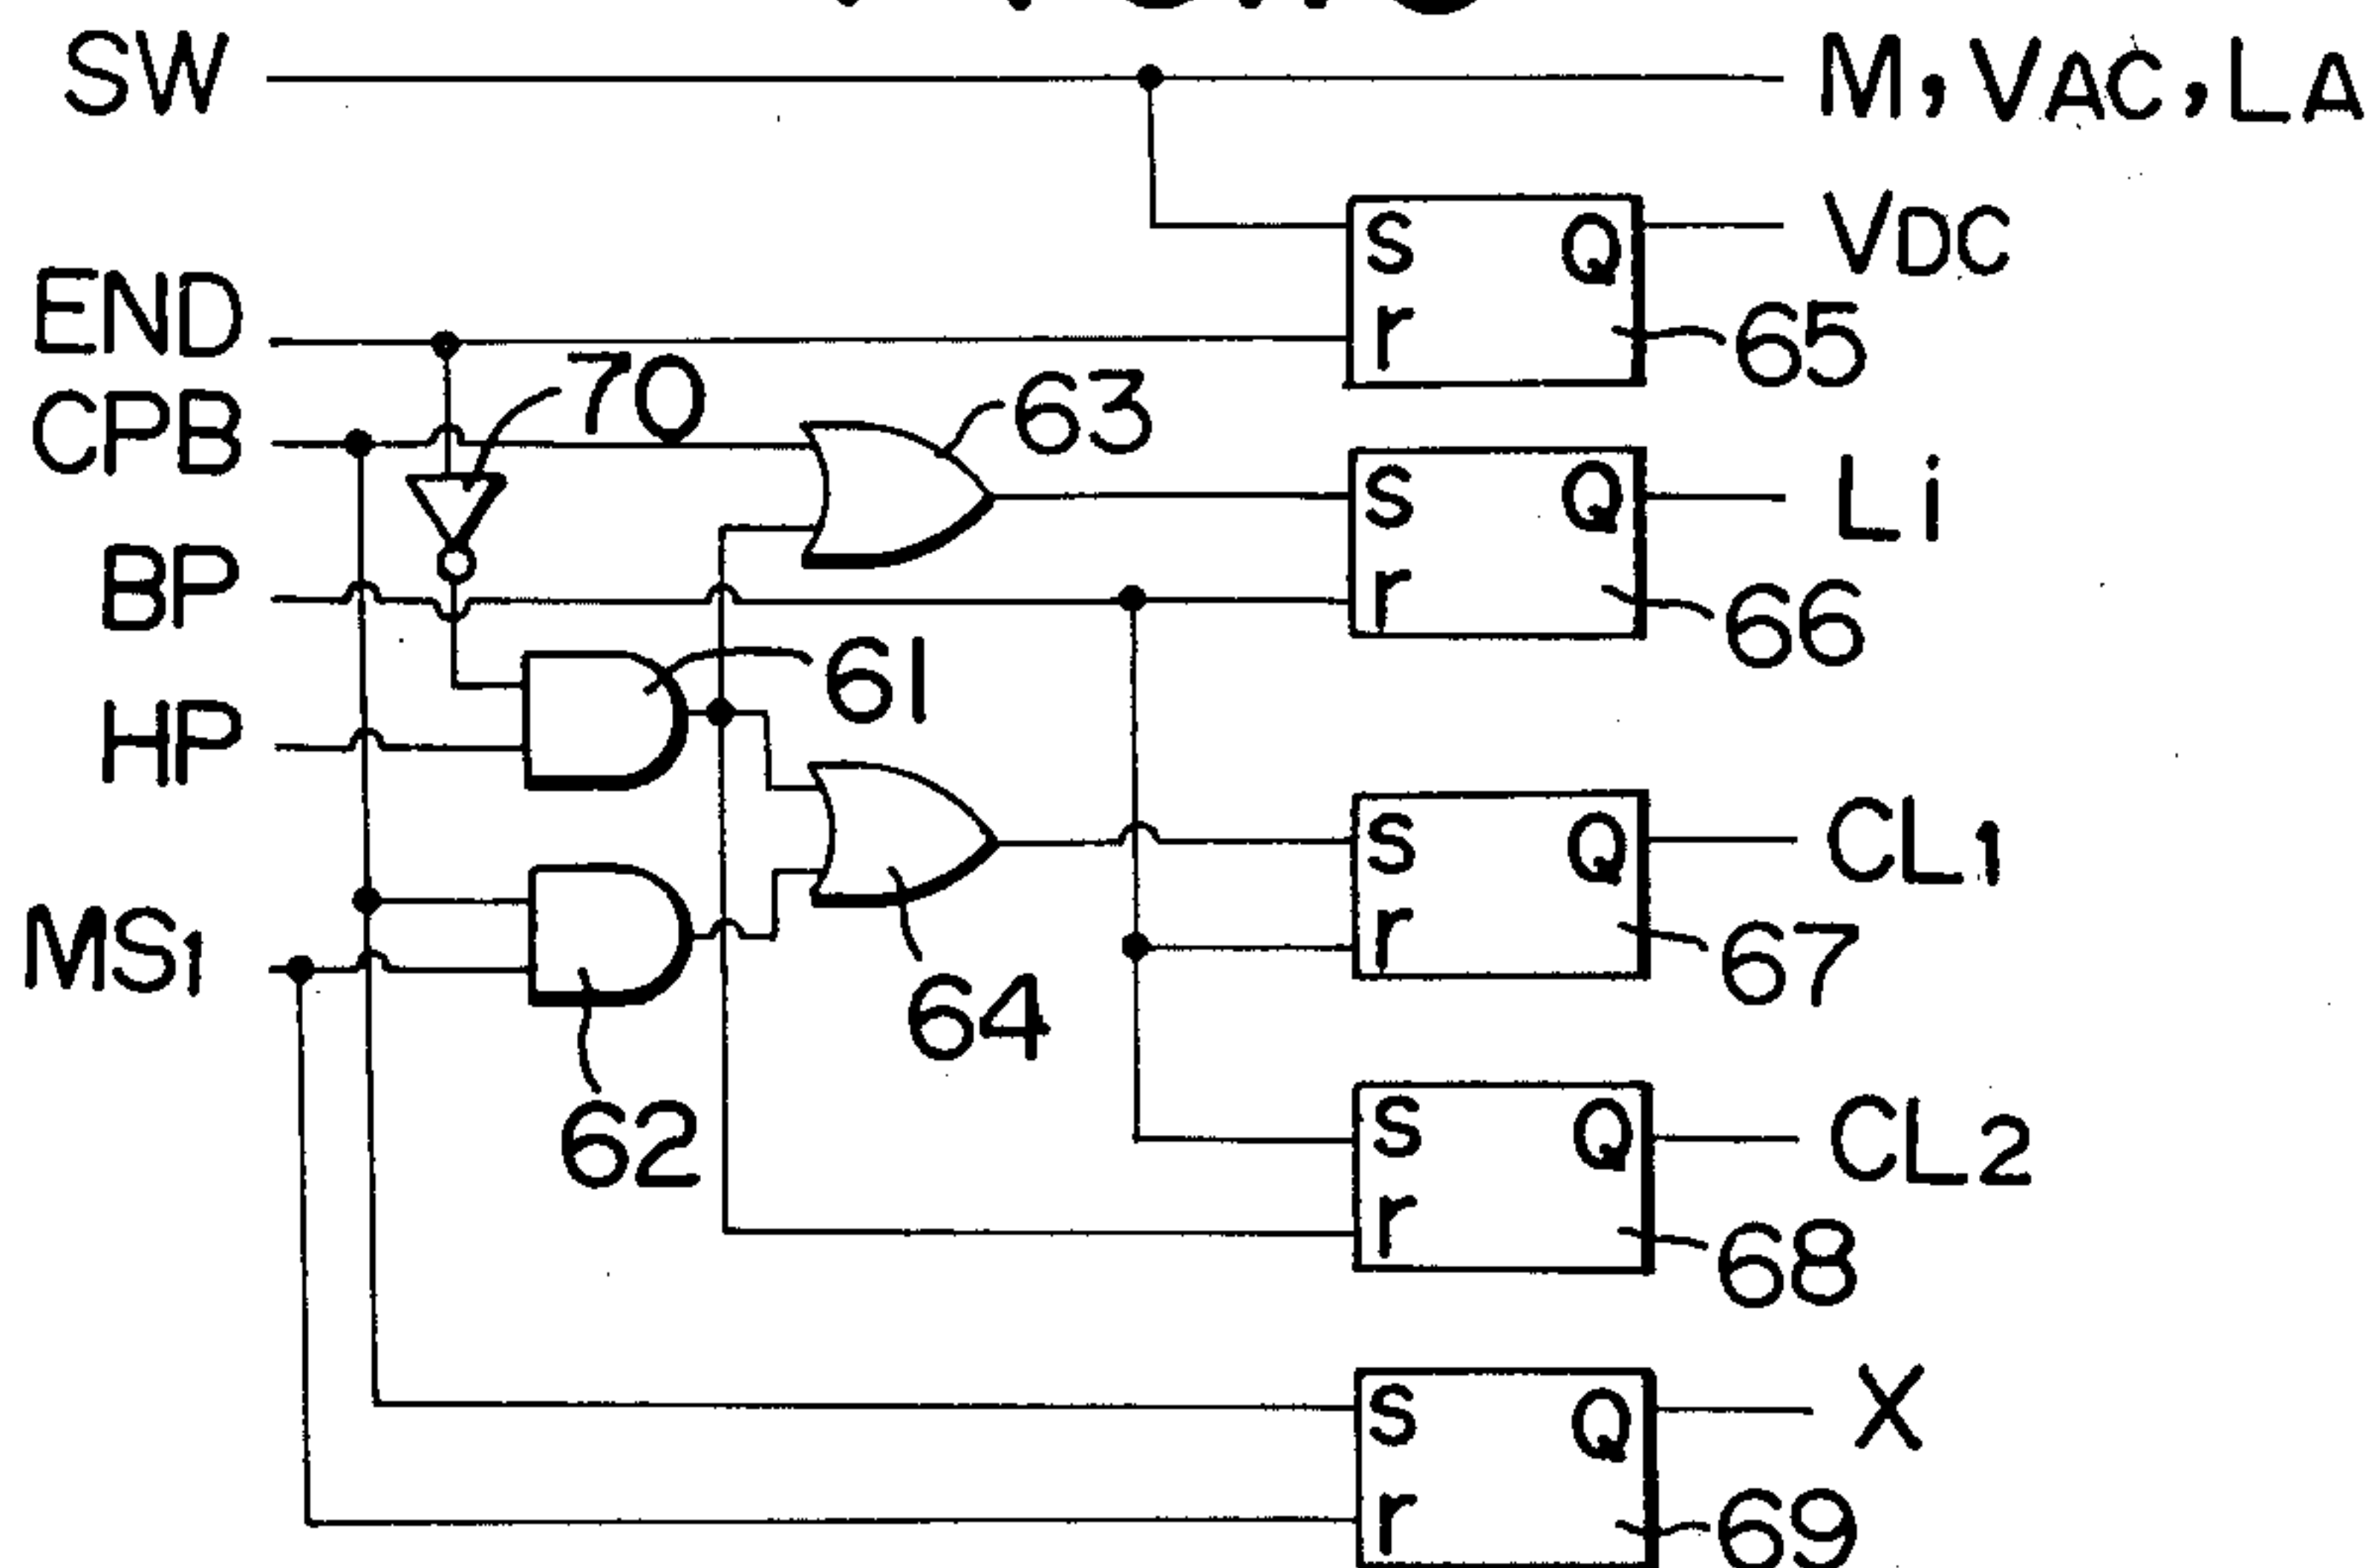 SW
M, VAC, LA
S Q
VDC
r
65
END
70
63
CPB
S Q
Li
r
66
BP
61
HP
S Q
CL1
r
67
MS1
64
62
S Q
CL2
r
68
S Q
X
r
69